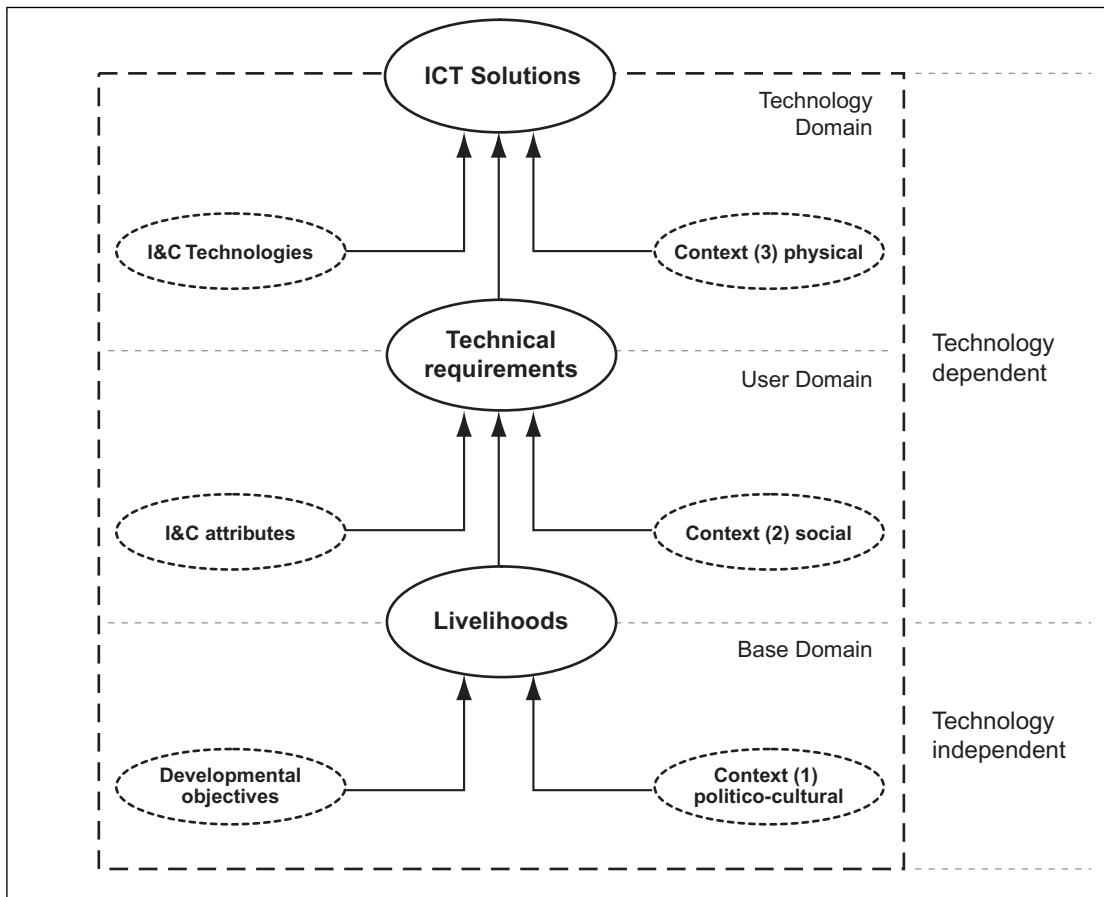 ICT Solutions
Technology
Domain
I&C Technologies
Context (3) physical
Technical
requirements
Technology
dependent
User Domain
I&C attributes
Context (2) social
Livelihoods
Base Domain
Technology
independent
Developmental
objectives
Context (1)
politico-cultural